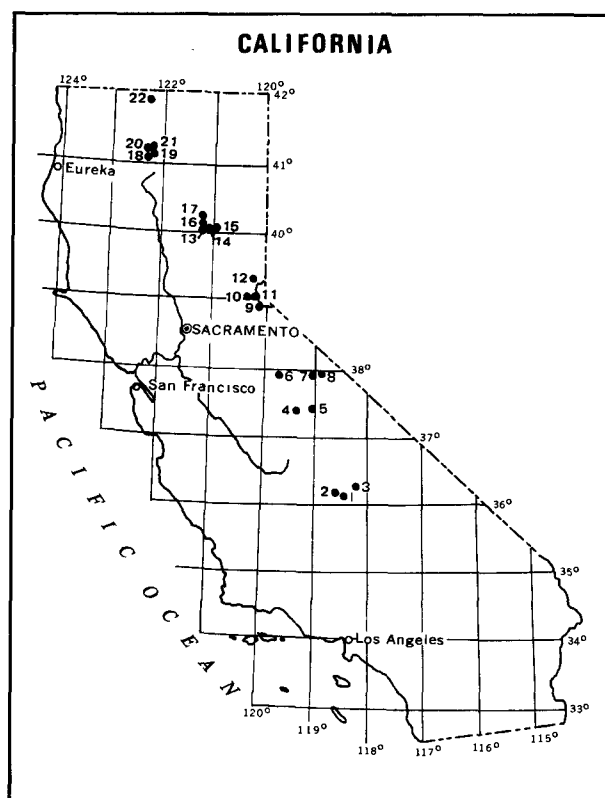 CALIFORNIA
124° 122° 120°
42°
22
20 21
18 19
41°
Eureka
17
16 15
13 14
40°
12
10 11
9
SACRAMENTO
38°
6 7 8
San Francisco
4 5
37°
2 1 3
36°
35°
34°
Los Angeles
33°
120°
119°
118°
117°
116°
115°
PACIFIC OCEAN